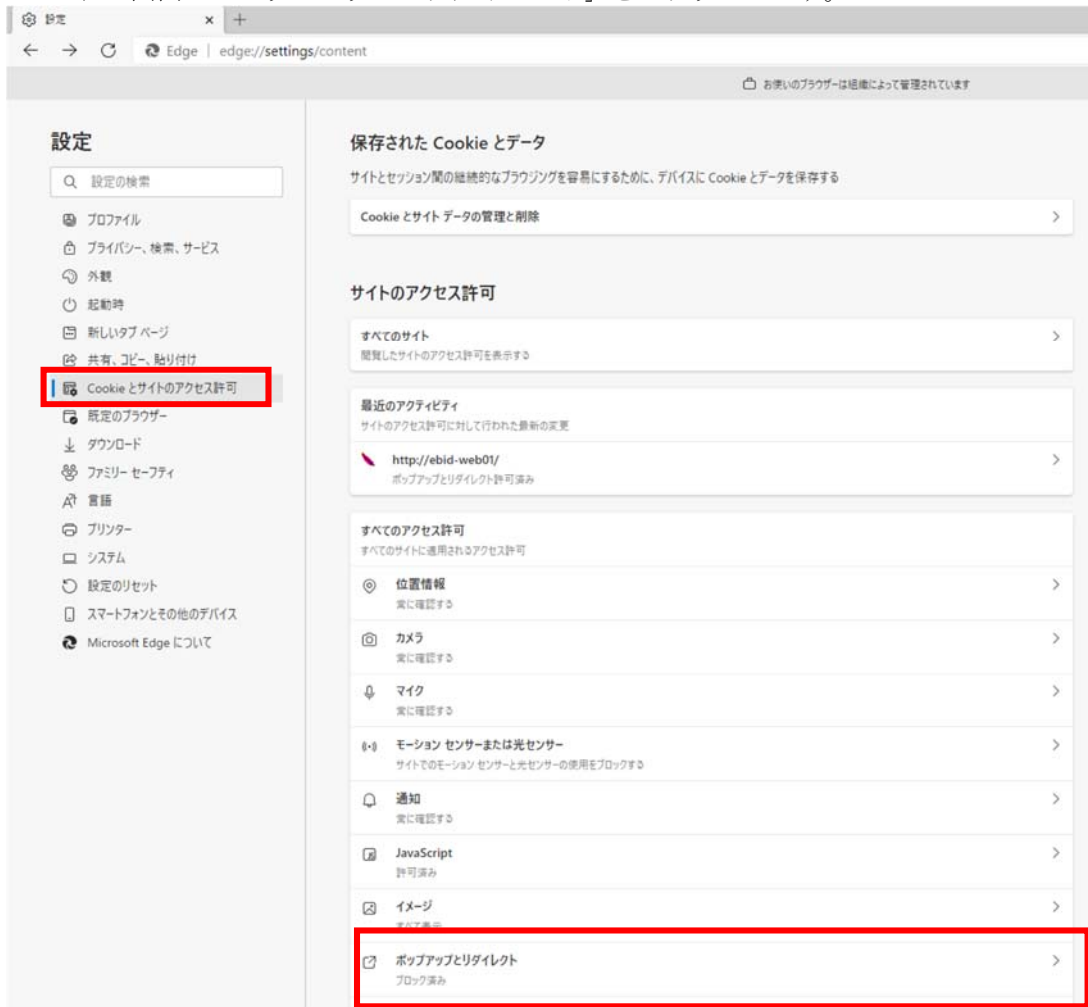 設定
Edge | edge://settings/content
お使いのブラウザーは組織によって管理されています
設定
設定の検索
プロファイル
プライバシー、検索、サービス
外観
起動時
新しいタブ ページ
共有、コピー、貼り付け
Cookie とサイトのアクセス許可
既定のブラウザー
ダウンロード
ファミリー セーフティ
言語
プリンター
システム
設定のリセット
スマートフォンとその他のデバイス
Microsoft Edge について
保存された Cookie とデータ
サイトとセッション間の継続的なブラウジングを容易にするために、デバイスに Cookie とデータを保存する
Cookie とサイト データの管理と削除
サイトのアクセス許可
すべてのサイト
閲覧したサイトのアクセス許可を表示する
最近のアクティビティ
サイトのアクセス許可に対して行われた最新の変更
http://ebid-web01/
ポップアップとリダイレクト許可済み
すべてのアクセス許可
すべてのサイトに適用されるアクセス許可
位置情報
常に確認する
カメラ
常に確認する
マイク
常に確認する
モーション センサーまたは光センサー
サイトでのモーション センサーと光センサーの使用をブロックする
通知
常に確認する
JavaScript
許可済み
イメージ
すべて表示
ポップアップとリダイレクト
ブロック済み